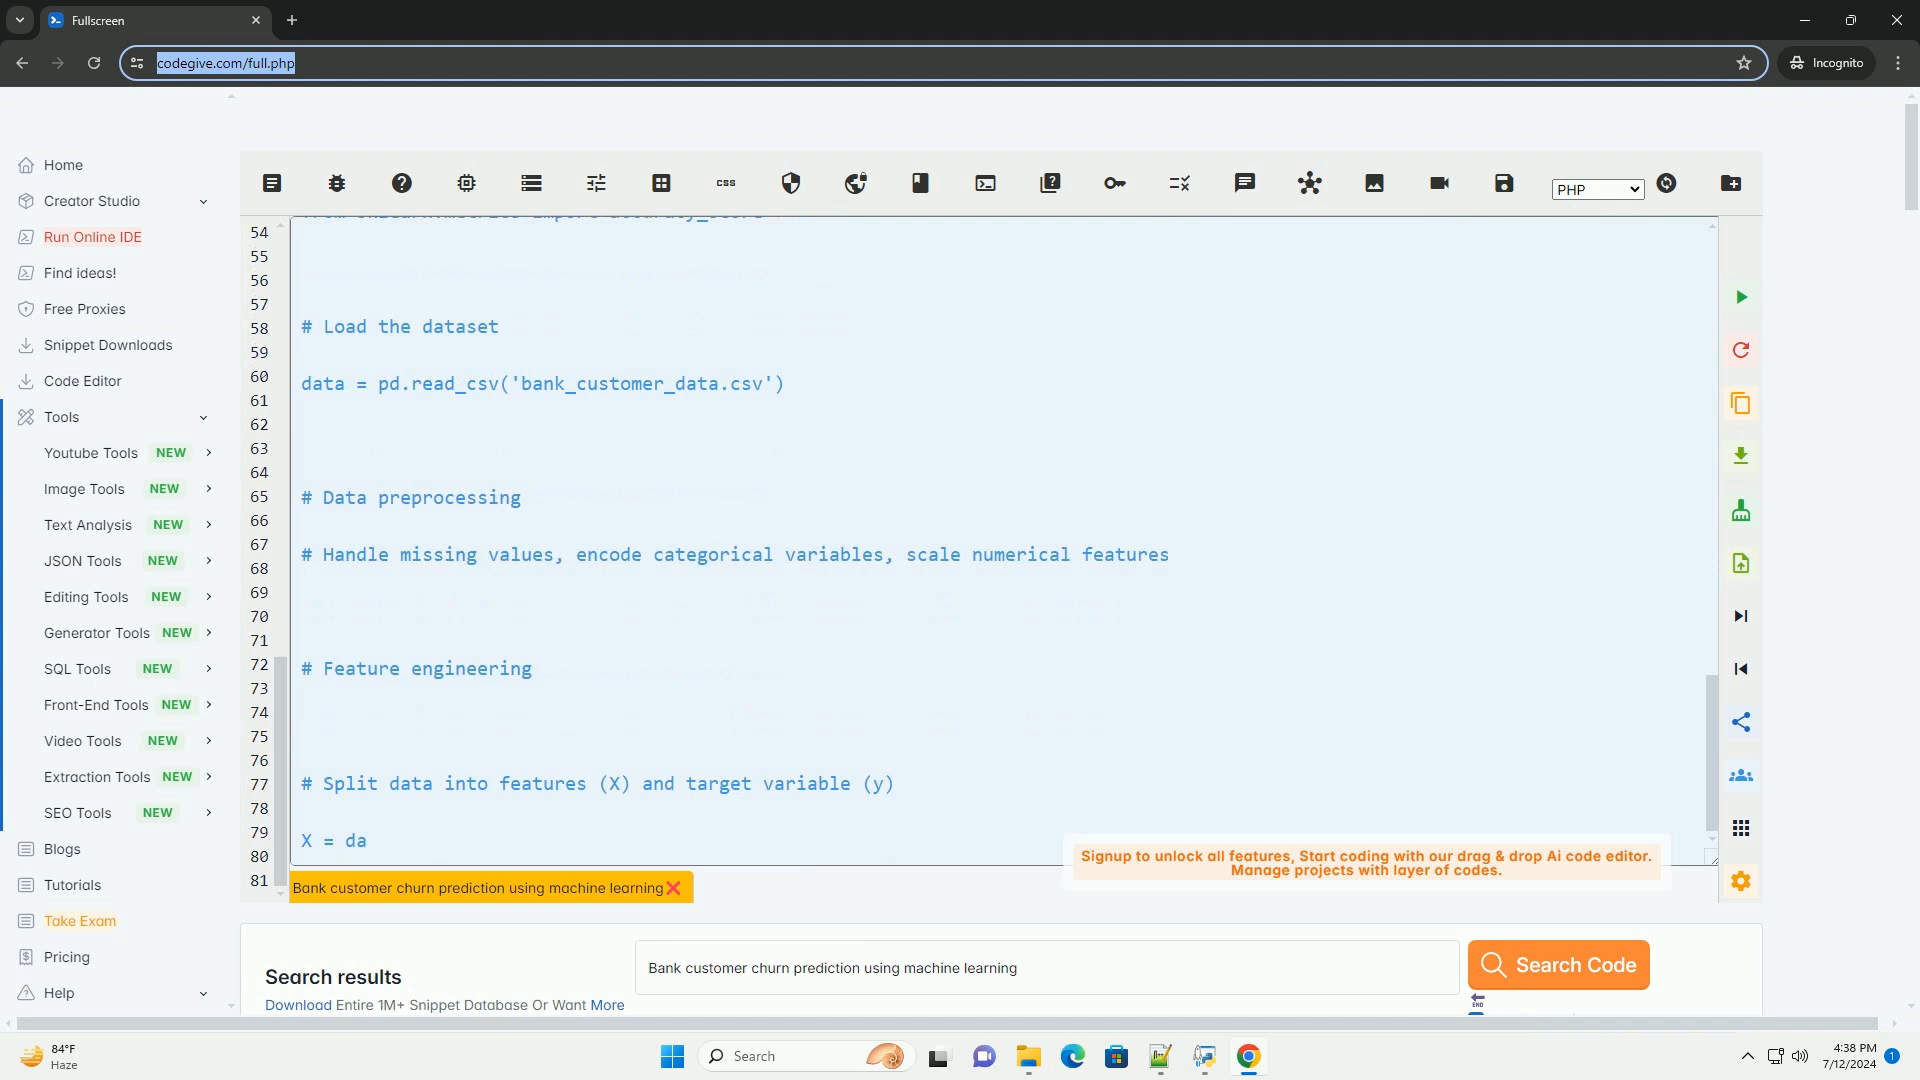 Fullscreen
codegive.com/full.php
Incognito
Home
Creator Studio
Run Online IDE
Find ideas!
Free Proxies
Snippet Downloads
Code Editor
Tools
Youtube Tools NEW
Image Tools NEW
Text Analysis NEW
JSON Tools NEW
Editing Tools NEW
Generator Tools NEW
SQL Tools NEW
Front-End Tools NEW
Video Tools NEW
Extraction Tools NEW
SEO Tools NEW
Blogs
Tutorials
Take Exam
Pricing
Help
css
PHP
54
55
56
57
58 # Load the dataset
59
60 data = pd.read_csv('bank_customer_data.csv')
61
62
63
64
65 # Data preprocessing
66
67 # Handle missing values, encode categorical variables, scale numerical features
68
69
70
71
72 # Feature engineering
73
74
75
76
77 # Split data into features (X) and target variable (y)
78
79 X = da
80
81
Signup to unlock all features, Start coding with our drag & drop Ai code editor.
Manage projects with layer of codes.
Bank customer churn prediction using machine learning
Search results
Download Entire 1M+ Snippet Database Or Want More
Bank customer churn prediction using machine learning
Search Code
END
84°F
Haze
Search
4:38 PM
7/12/2024
1